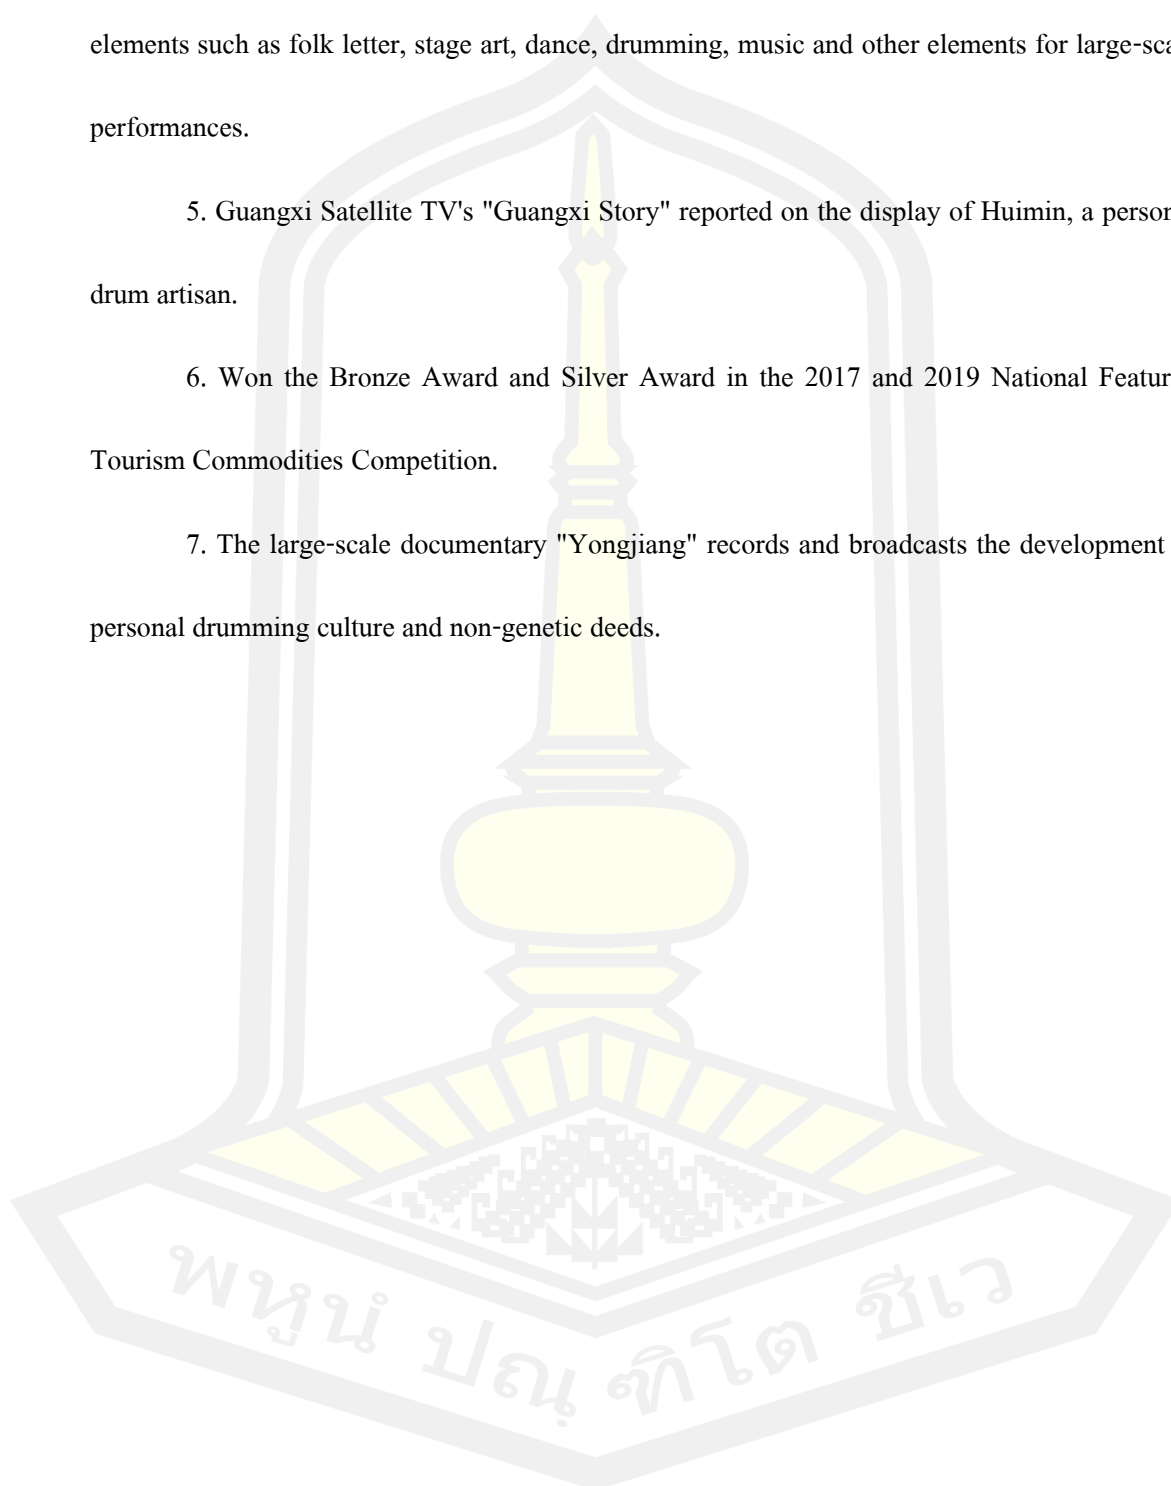 elements such as folk letter, stage art, dance, drumming, music and other elements for large-sca
performances.
5. Guangxi Satellite TV's "Guangxi Story" reported on the display of Huimin, a person
drum artisan.
6. Won the Bronze Award and Silver Award in the 2017 and 2019 National Featur
Tourism Commodities Competition.
7. The large-scale documentary "Yongjiang" records and broadcasts the development
personal drumming culture and non-genetic deeds.
พหูนํ ปณฺฑิโต ชีเว